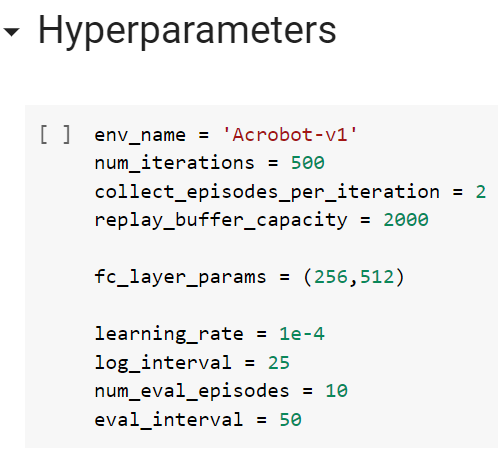 Hyperparameters
[ ] env_name = 'Acrobot-v1'
num_iterations = 500
collect_episodes_per_iteration = 2
replay_buffer_capacity = 2000
fc_layer_params = (256,512)
learning_rate = 1e-4
log_interval = 25
num_eval_episodes = 10
eval_interval = 50